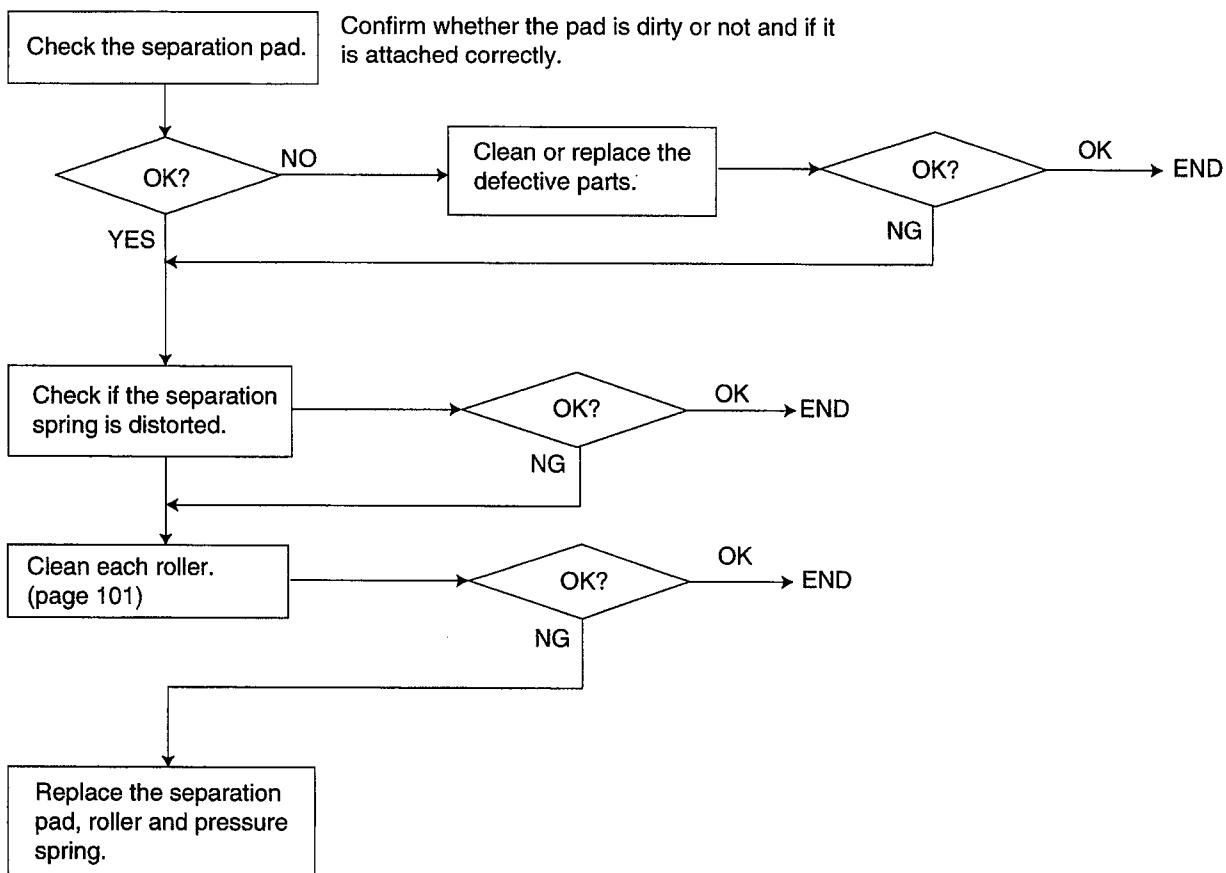 Check the separation pad.
Confirm whether the pad is dirty or not and if it
is attached correctly.
OK?
NO
Clean or replace the
defective parts.
OK?
OK
END
YES
NG
Check if the separation
spring is distorted.
OK?
OK
END
NG
Clean each roller.
(page 101)
OK?
OK
END
NG
Replace the separation
pad, roller and pressure
spring.